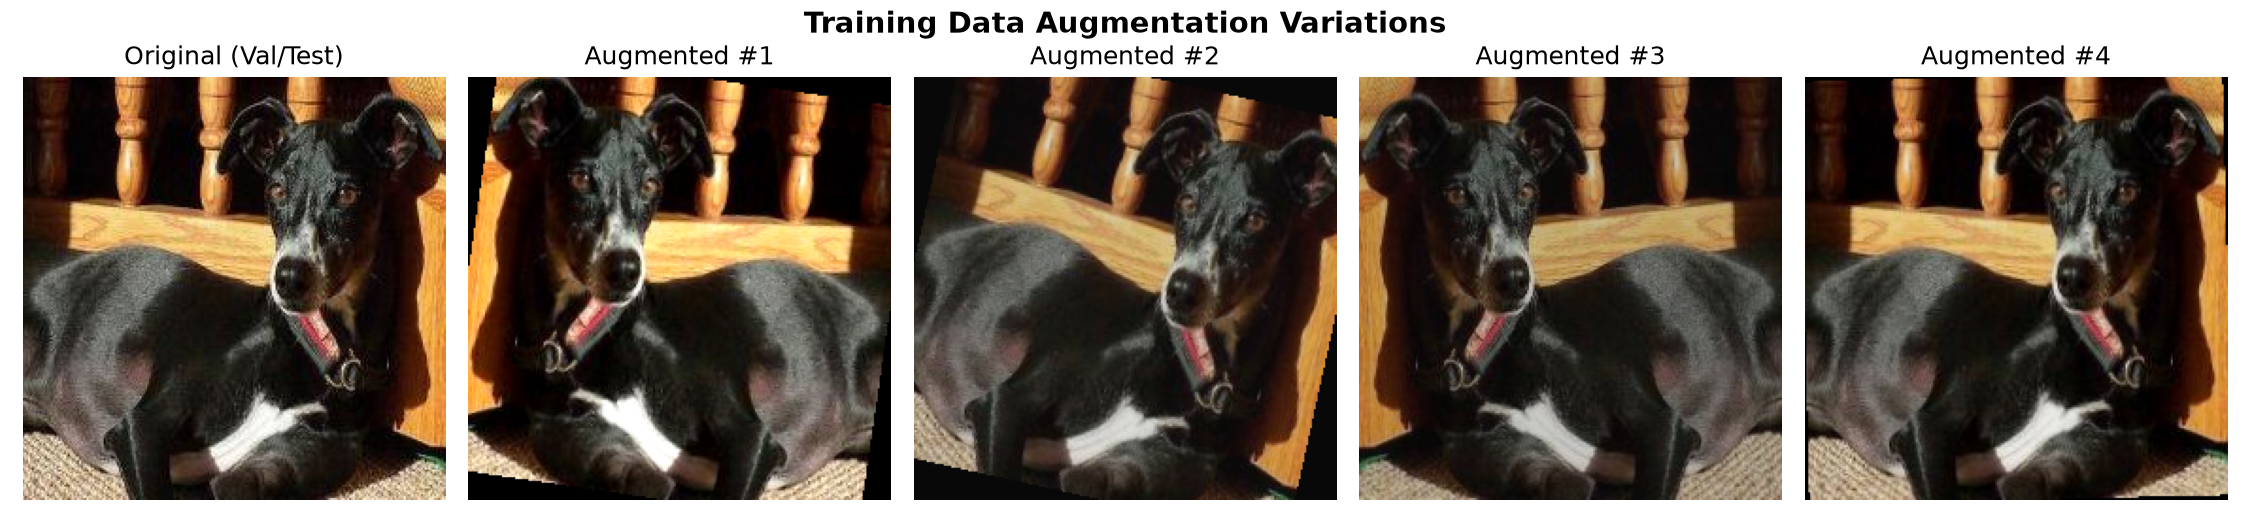 Training Data Augmentation Variations
Original (Val/Test)
Augmented #1
Augmented #2
Augmented #3
Augmented #4